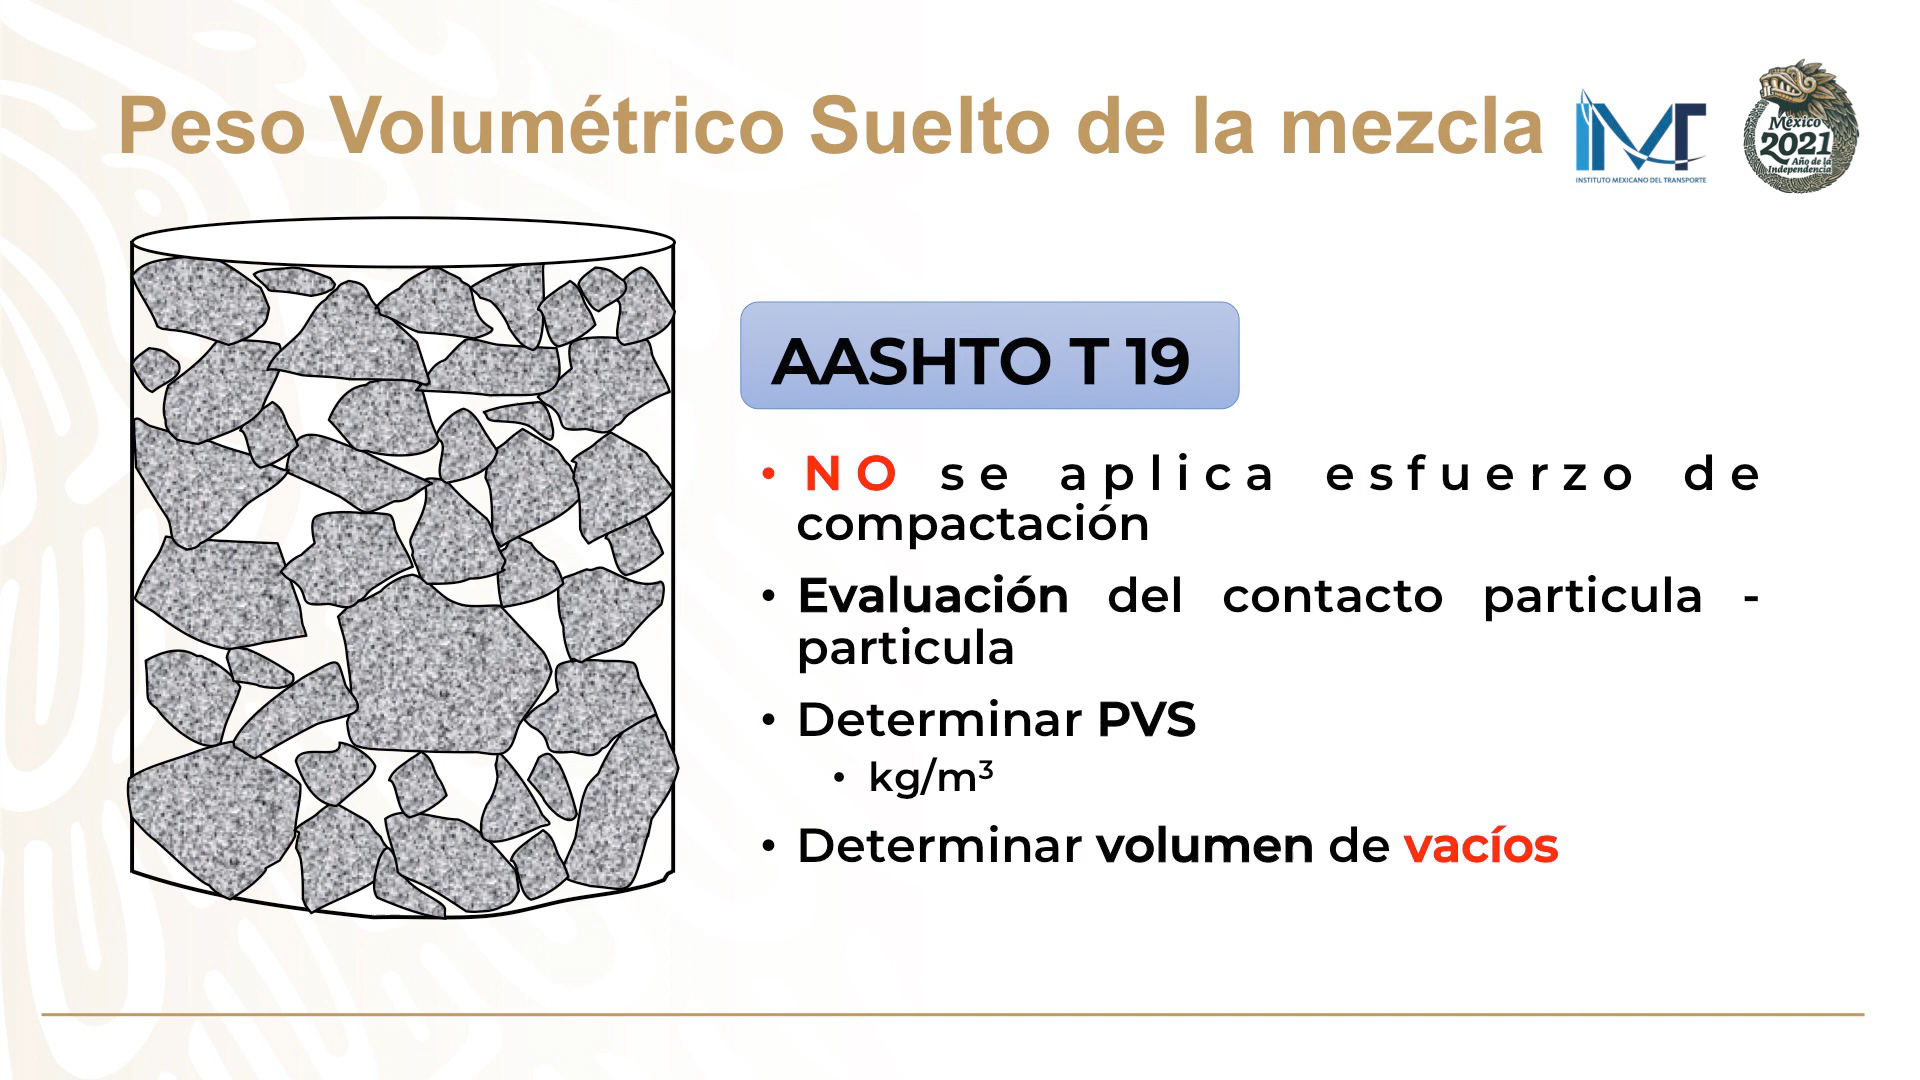 Peso Volumétrico Suelto de la mezcla
INSTITUTO MEXICANO DEL TRANSPORTE
México
2021
Año de la
Independencia
AASHTO T 19
• NO se aplica esfuerzo de
compactación
• Evaluación del contacto particula -
particula
• Determinar PVS
• kg/m³
• Determinar volumen de vacíos